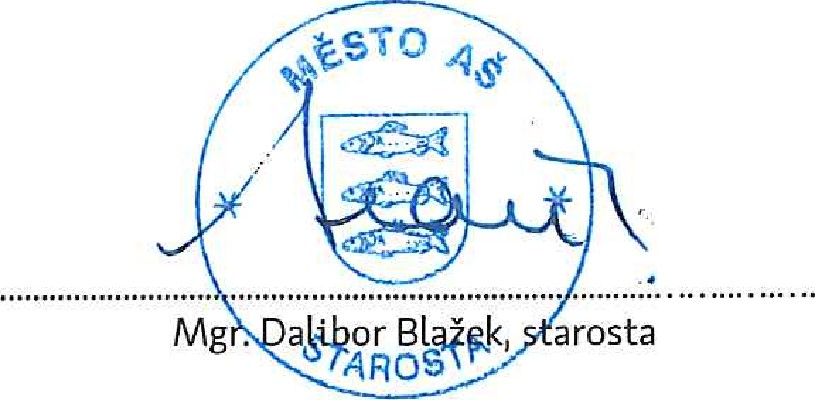 MĚSTO AŠ
Mgr. Dalibor Blažek, starosta
STAROSTA